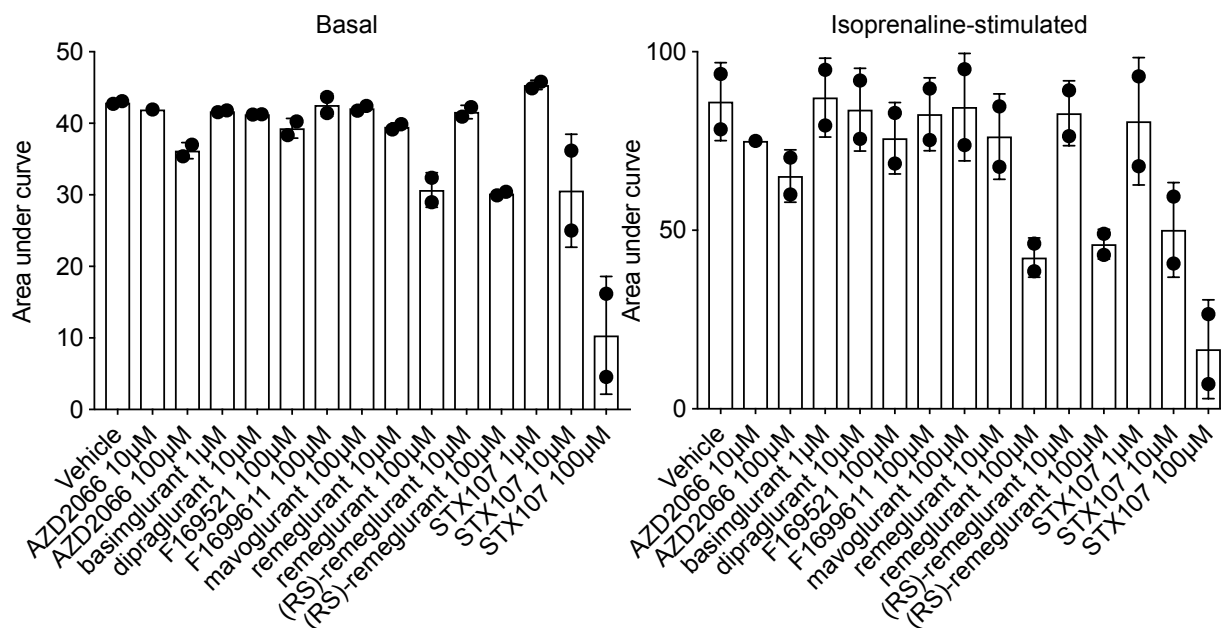 Basal
Area under curve
50
40
30
20
10
0
Vehicle
AZD2066 10µM
AZD2066 100µM
basimglurant 1µM
dipraglurant 10µM
F169521 100µM
F1699611 100µM
mavoglurant 100µM
remeglurant 10µM
remeglurant 100µM
(RS)-remeglurant 10µM
(RS)-remeglurant 100µM
STX107 1µM
STX107 10µM
STX107 100µM
Isoprenaline-stimulated
Area under curve
100
50
0
Vehicle
AZD2066 10µM
AZD2066 100µM
basimglurant 1µM
dipraglurant 10µM
F169521 100µM
F1699611 100µM
mavoglurant 100µM
remeglurant 10µM
remeglurant 100µM
(RS)-remeglurant 10µM
(RS)-remeglurant 100µM
STX107 1µM
STX107 10µM
STX107 100µM